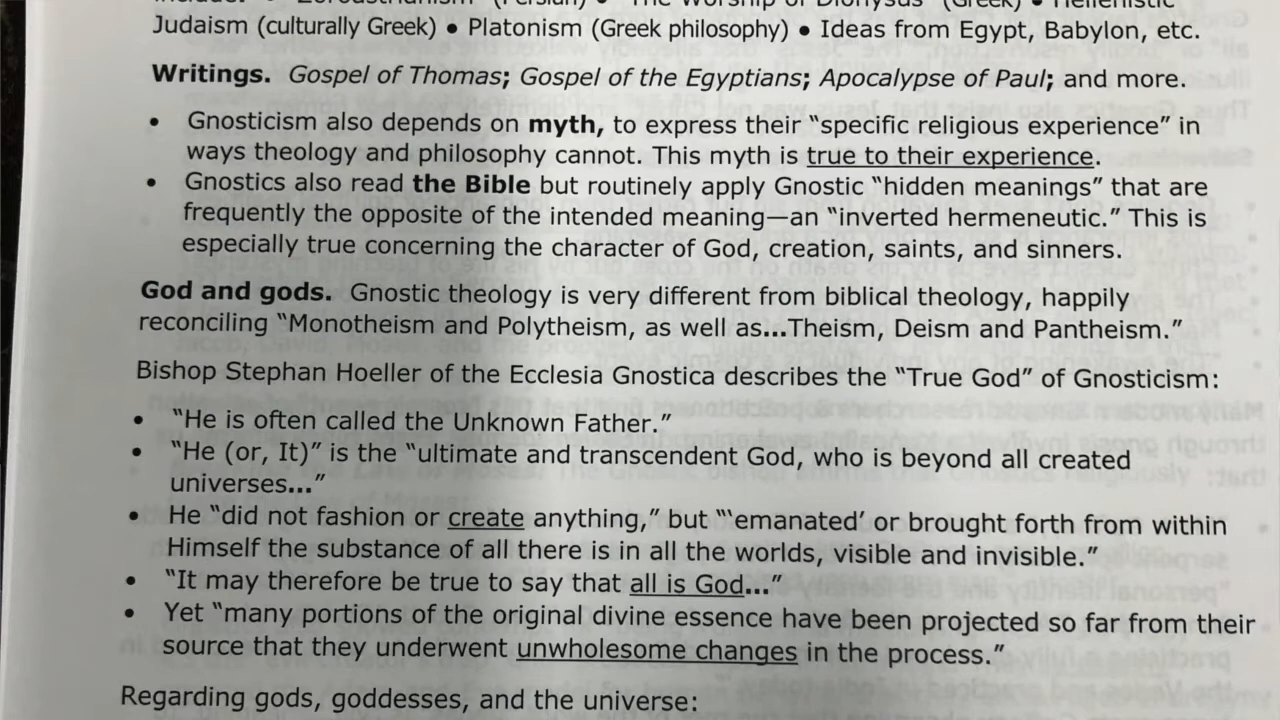 Judaism (culturally Greek) • Platonism (Greek philosophy) • Ideas from Egypt, Babylon, etc.
Writings. Gospel of Thomas; Gospel of the Egyptians; Apocalypse of Paul; and more.
• Gnosticism also depends on myth, to express their “specific religious experience” in
ways theology and philosophy cannot. This myth is true to their experience.
• Gnostics also read the Bible but routinely apply Gnostic “hidden meanings” that are
frequently the opposite of the intended meaning—an “inverted hermeneutic.” This is
especially true concerning the character of God, creation, saints, and sinners.
God and gods. Gnostic theology is very different from biblical theology, happily
reconciling “Monotheism and Polytheism, as well as...Theism, Deism and Pantheism.”
Bishop Stephan Hoeller of the Ecclesia Gnostica describes the “True God” of Gnosticism:
• “He is often called the Unknown Father.”
• “He (or, It)” is the “ultimate and transcendent God, who is beyond all created
universes...”
• He “did not fashion or create anything,” but “‘emanated’ or brought forth from within
Himself the substance of all there is in all the worlds, visible and invisible.”
• “It may therefore be true to say that all is God...”
• Yet “many portions of the original divine essence have been projected so far from their
source that they underwent unwholesome changes in the process.”
Regarding gods, goddesses, and the universe: